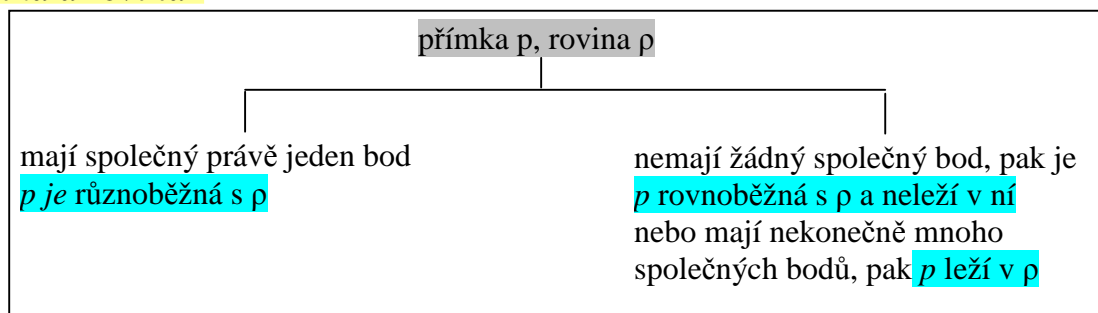 přímka p, rovina ρ
mají společný právě jeden bod
p je různoběžná s ρ
nemají žádný společný bod, pak je
p rovnoběžná s ρ a neleží v ní
nebo mají nekonečně mnoho
společných bodů, pak p leží v ρ